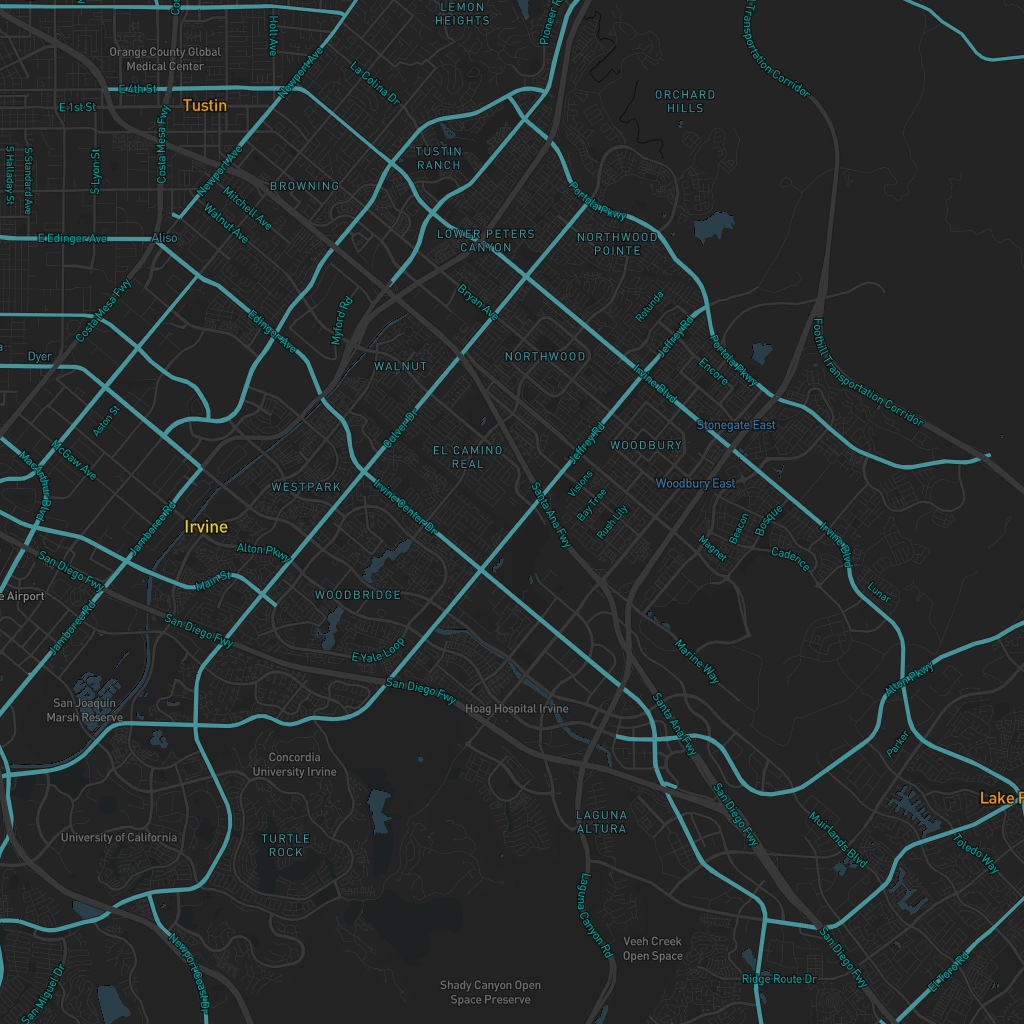 LEMON
HEIGHTS
Pioneer R
Transportation Corridor
Holt Ave
Orange County Global
Medical Center
Newport Ave
La Colina Dr
E 4th St
E 1st St
Tustin
ORCHARD
HILLS
Costa Mesa Fwy
S Halladay St
S Standard Ave
S Lyon St
Newport Ave
TUSTIN
RANCH
BROWNING
Mitchell Ave
Walnut Ave
Portola Pkwy
E Edinger Ave
Aliso
LOWER PETERS
CANYON
NORTHWOOD
POINTE
Costa Mesa Fwy
Edinger Ave
Myford Rd
Bryan Ave
Rotunda
Jeffrey Rd
Portola Pkwy
Foothill Transportation Corridor
Dyer
WALNUT
NORTHWOOD
Encore
Irvine Blvd
Aston St
Culver Dr
Jeffrey Rd
Stonegate East
McGaw Ave
MacArthur Blvd
EL CAMINO
REAL
WOODBURY
WESTPARK
Irvine Center Dr
Santa Ana Fwy
Visions
Bay Tree
Rush Lily
Woodbury East
Irvine
Jamboree Rd
Beacon
Bosque
Irvine Blvd
Magnet
Cadence
Alton Pkwy
San Diego Fwy
Main St
e Airport
WOODBRIDGE
Lunar
Jamboree Rd
San Diego Fwy
E Yale Loop
Marine Way
Alton Pkwy
San Diego Fwy
San Joaquin
Marsh Reserve
Hoag Hospital Irvine
Santa Ana Fwy
Parker
Concordia
University Irvine
San Diego Fwy
Lake F
University of California
TURTLE
ROCK
LAGUNA
ALTURA
Muirlands Blvd
Toledo Way
Laguna Canyon Rd
Newport Coast Dr
Veeh Creek
Open Space
San Diego Fwy
El Toro Rd
San Miguel Dr
Shady Canyon Open
Space Preserve
Ridge Route Dr